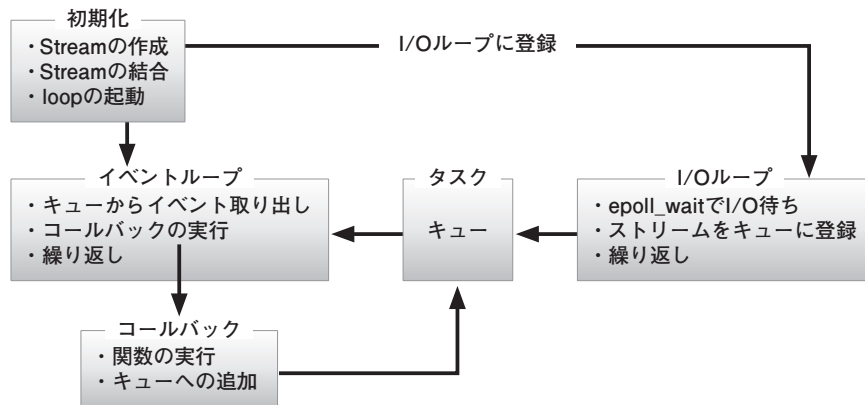 初期化
・Streamの作成
・Streamの結合
・loopの起動
I/Oループに登録
イベントループ
・キューからイベント取り出し
・コールバックの実行
・繰り返し
タスク
キュー
I/Oループ
・epoll_waitでI/O待ち
・ストリームをキューに登録
・繰り返し
コールバック
・関数の実行
・キューへの追加